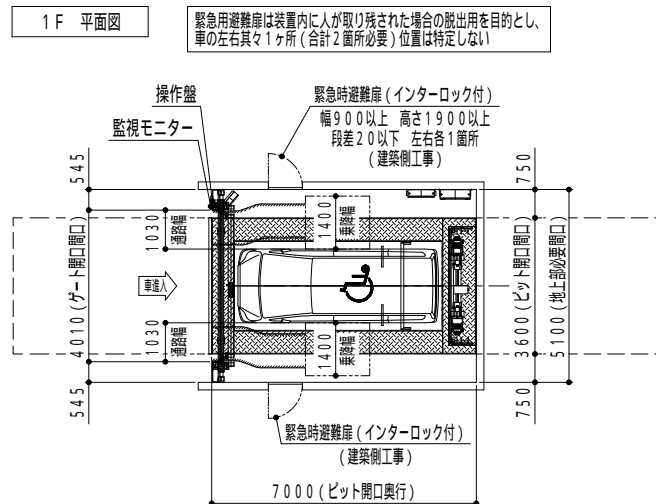 1F 平面図
緊急用避難扉は装置内に人が取り残された場合の脱出用を目的とし、
車の左右其々1ヶ所(合計2箇所必要)位置は特定しない
操作盤
監視モニター
緊急時避難扉(インターロック付)
幅900以上 高さ1900以上
段差20以下 左右各1箇所
(建築側工事)
545
4010(ゲート開口間口)
545
1030
通路幅
1030
通路幅
車進入
1400
乗降幅
1400
乗降幅
750
3600(ピット開口間口)
750
5100(地上部必要間口)
緊急時避難扉(インターロック付)
(建築側工事)
7000(ピット開口奥行)